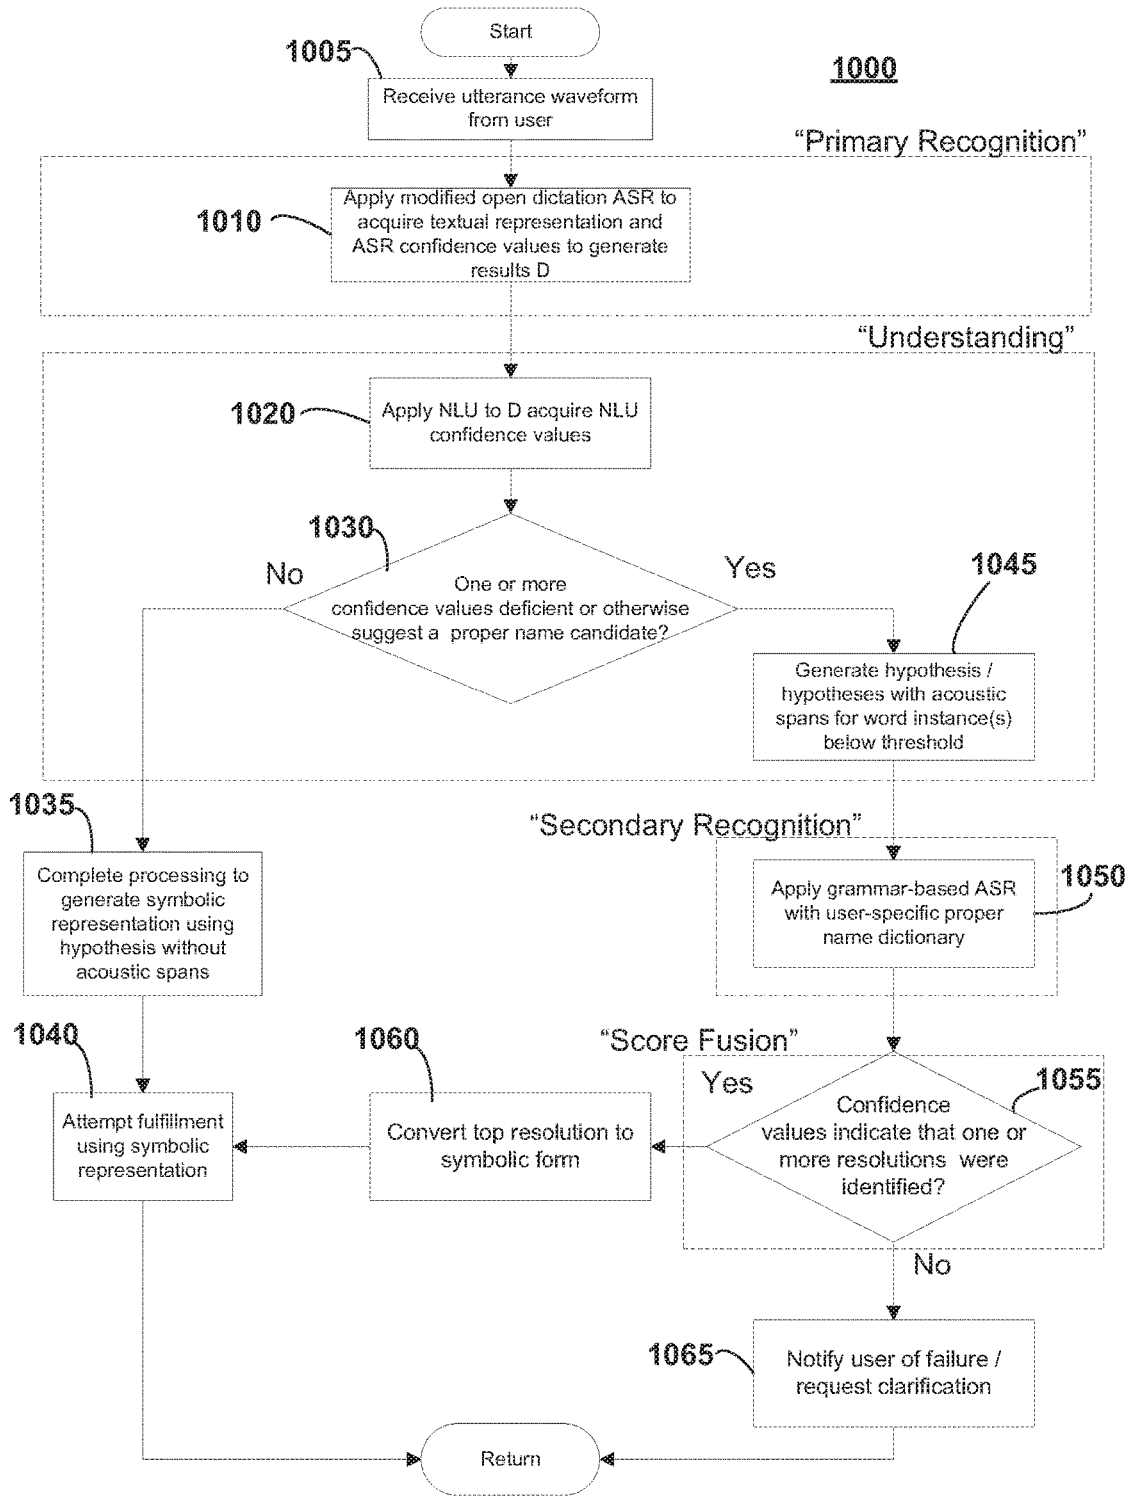 Start
1005
1000
Receive utterance waveform
from user
“Primary Recognition”
1010
Apply modified open dictation ASR to
acquire textual representation and
ASR confidence values to generate
results D
“Understanding”
1020
Apply NLU to D acquire NLU
confidence values
1030
No
Yes
1045
One or more
confidence values deficient or otherwise
suggest a proper name candidate?
Generate hypothesis /
hypotheses with acoustic
spans for word instance(s)
below threshold
1035
“Secondary Recognition”
Complete processing to
generate symbolic
representation using
hypothesis without
acoustic spans
Apply grammar-based ASR
with user-specific proper
name dictionary
1050
1040
1060
“Score Fusion”
Yes
1055
Attempt fulfillment
using symbolic
representation
Convert top resolution to
symbolic form
Confidence
values indicate that one or
more resolutions were
identified?
No
1065
Notify user of failure /
request clarification
Return